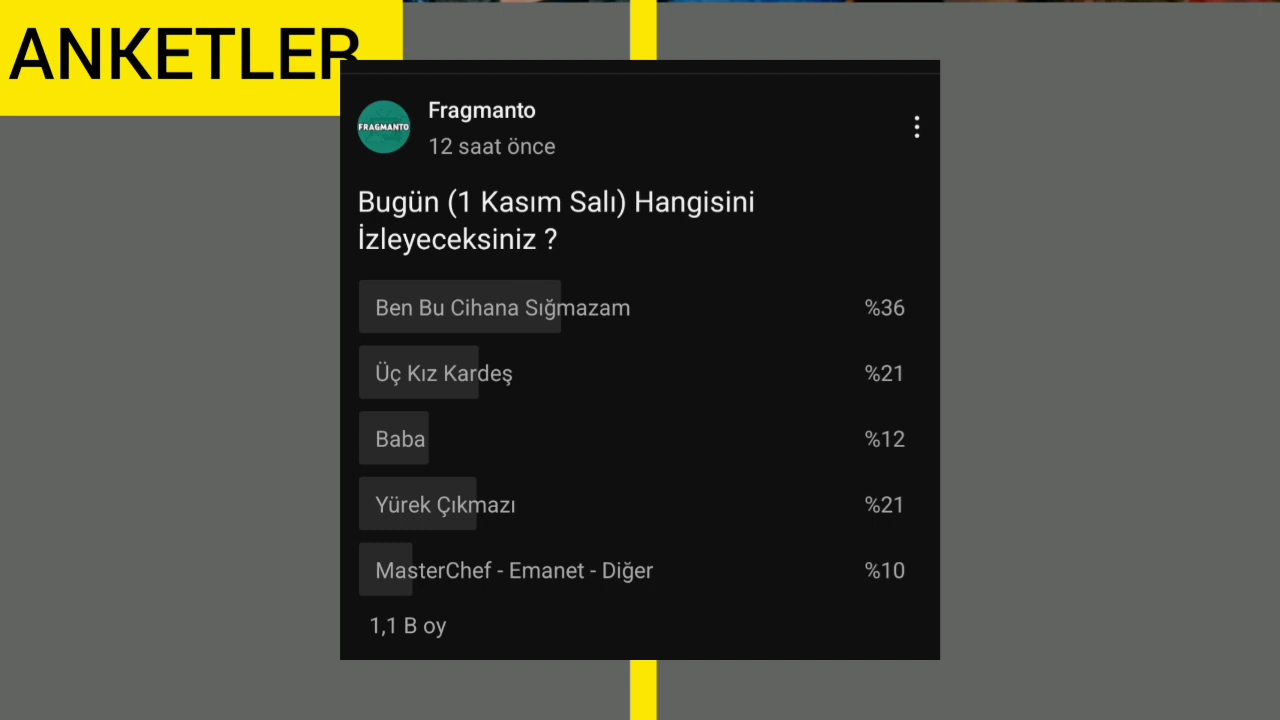 ANKETLER
FRAGMANTO
Fragmanto
12 saat önce
Bugün (1 Kasım Salı) Hangisini
İzleyeceksiniz ?
Ben Bu Cihana Sığmazam %36
Üç Kız Kardeş %21
Baba %12
Yürek Çıkmazı %21
MasterChef - Emanet - Diğer %10
1,1 B oy